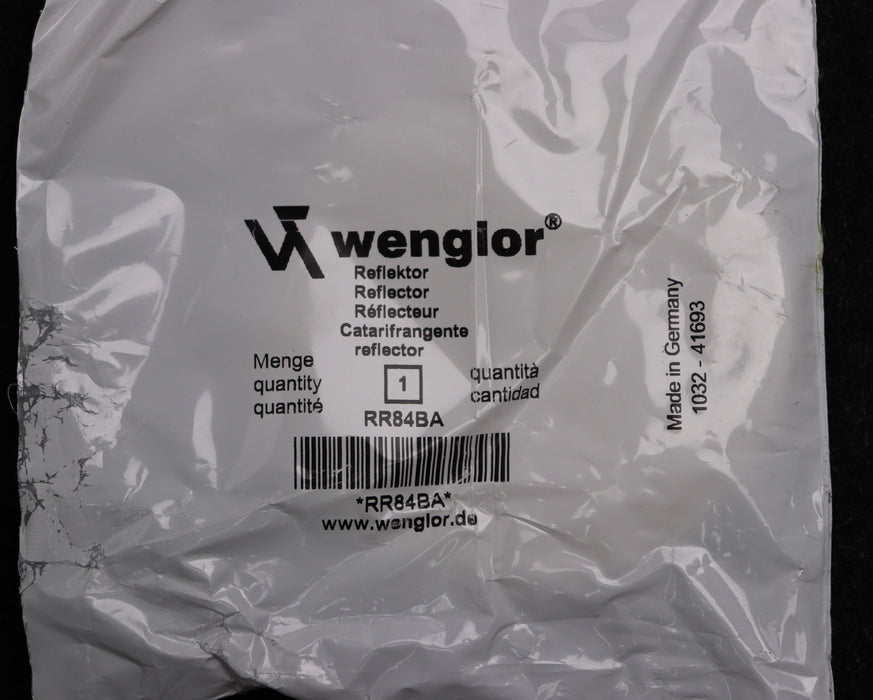 wenglor®
Reflektor
Reflector
Réflecteur
Catarifrangente
reflector
Menge
quantity
quantité
1
quantità
cantidad
RR84BA
*RR84BA*
www.wenglor.de
Made in Germany
1032 - 41693